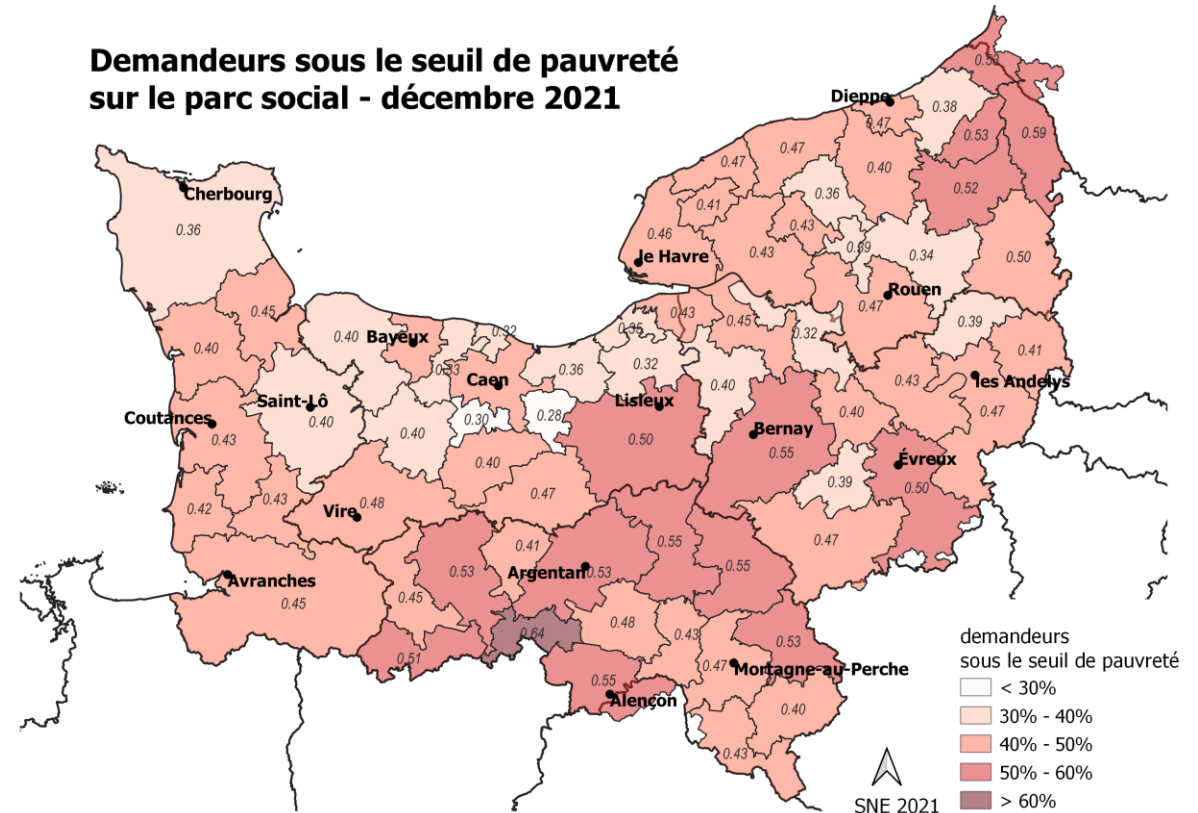 Demandeurs sous le seuil de pauvreté
sur le parc social - décembre 2021
0.53
Dieppe
0.38
0.47
0.53
0.59
0.47
0.47
0.40
Cherbourg
0.36
0.52
0.41
0.36
0.43
0.46
0.39
0.34
0.50
le Havre
0.43
Rouen
0.47
0.45
0.43
0.45
0.32
0.39
0.40
0.40
Bayeux
0.32
0.35
0.41
0.33
Caen
0.36
0.32
0.40
0.43
les Andelys
Saint-Lô
0.40
Lisieux
0.28
0.30
0.40
0.47
Coutances
0.43
0.40
0.50
Bernay
0.55
Évreux
0.40
0.39
0.50
0.43
0.42
0.48
Vire
0.47
0.47
0.41
0.55
0.55
Avranches
0.45
0.45
0.53
Argentan
0.53
0.48
0.43
0.64
0.53
0.51
0.47
Mortagne-au-Perche
0.55
Alençon
0.40
0.43
demandeurs
sous le seuil de pauvreté
< 30%
30% - 40%
40% - 50%
50% - 60%
> 60%
SNE 2021